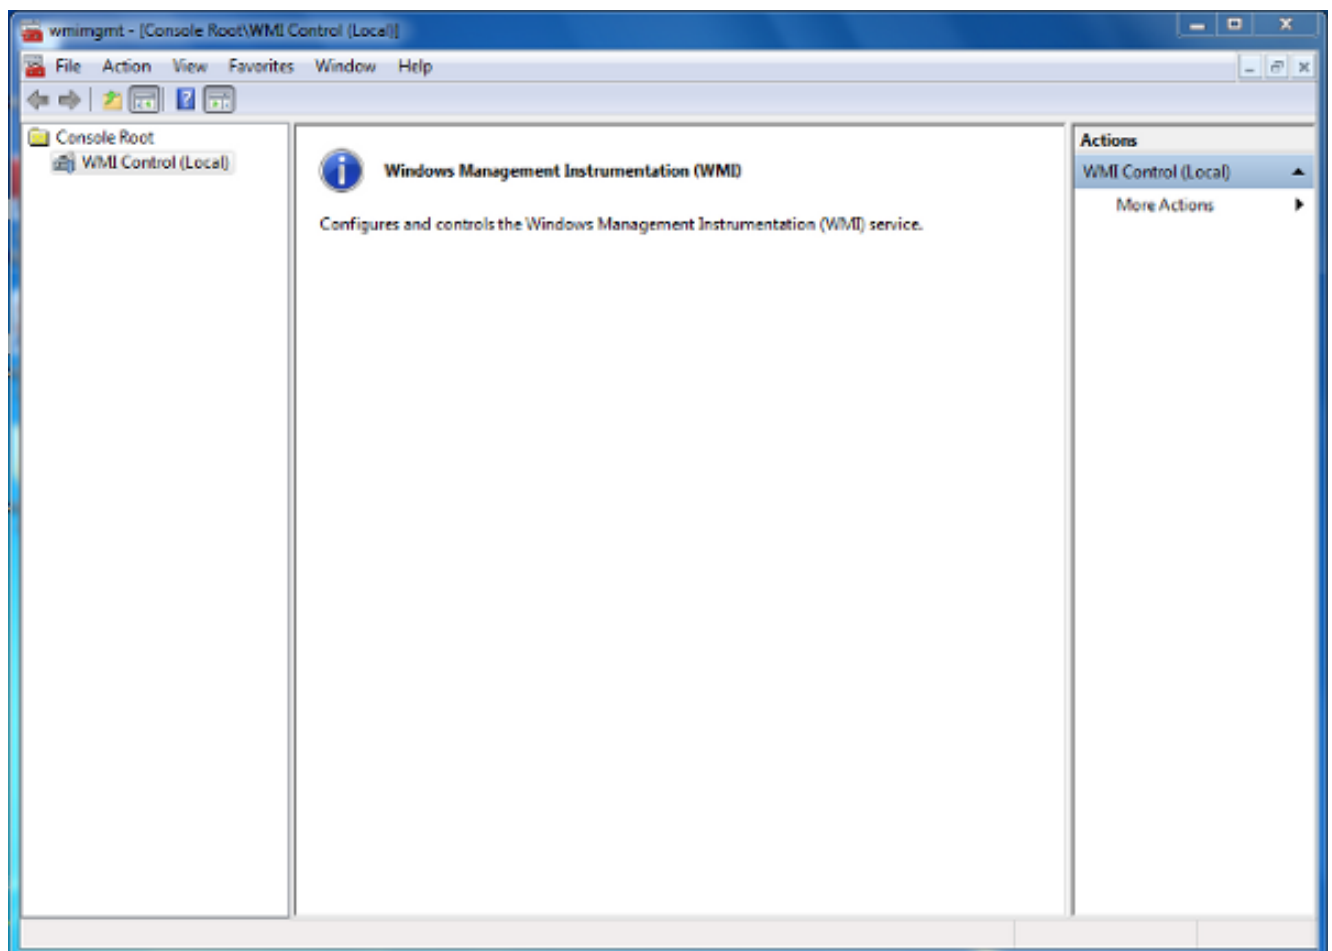 wmimgmt - [Console Root\WMI Control (Local)]
File Action View Favorites Window Help
Console Root
WMI Control (Local)
Windows Management Instrumentation (WMI)
Configures and controls the Windows Management Instrumentation (WMI) service.
Actions
WMI Control (Local)
More Actions